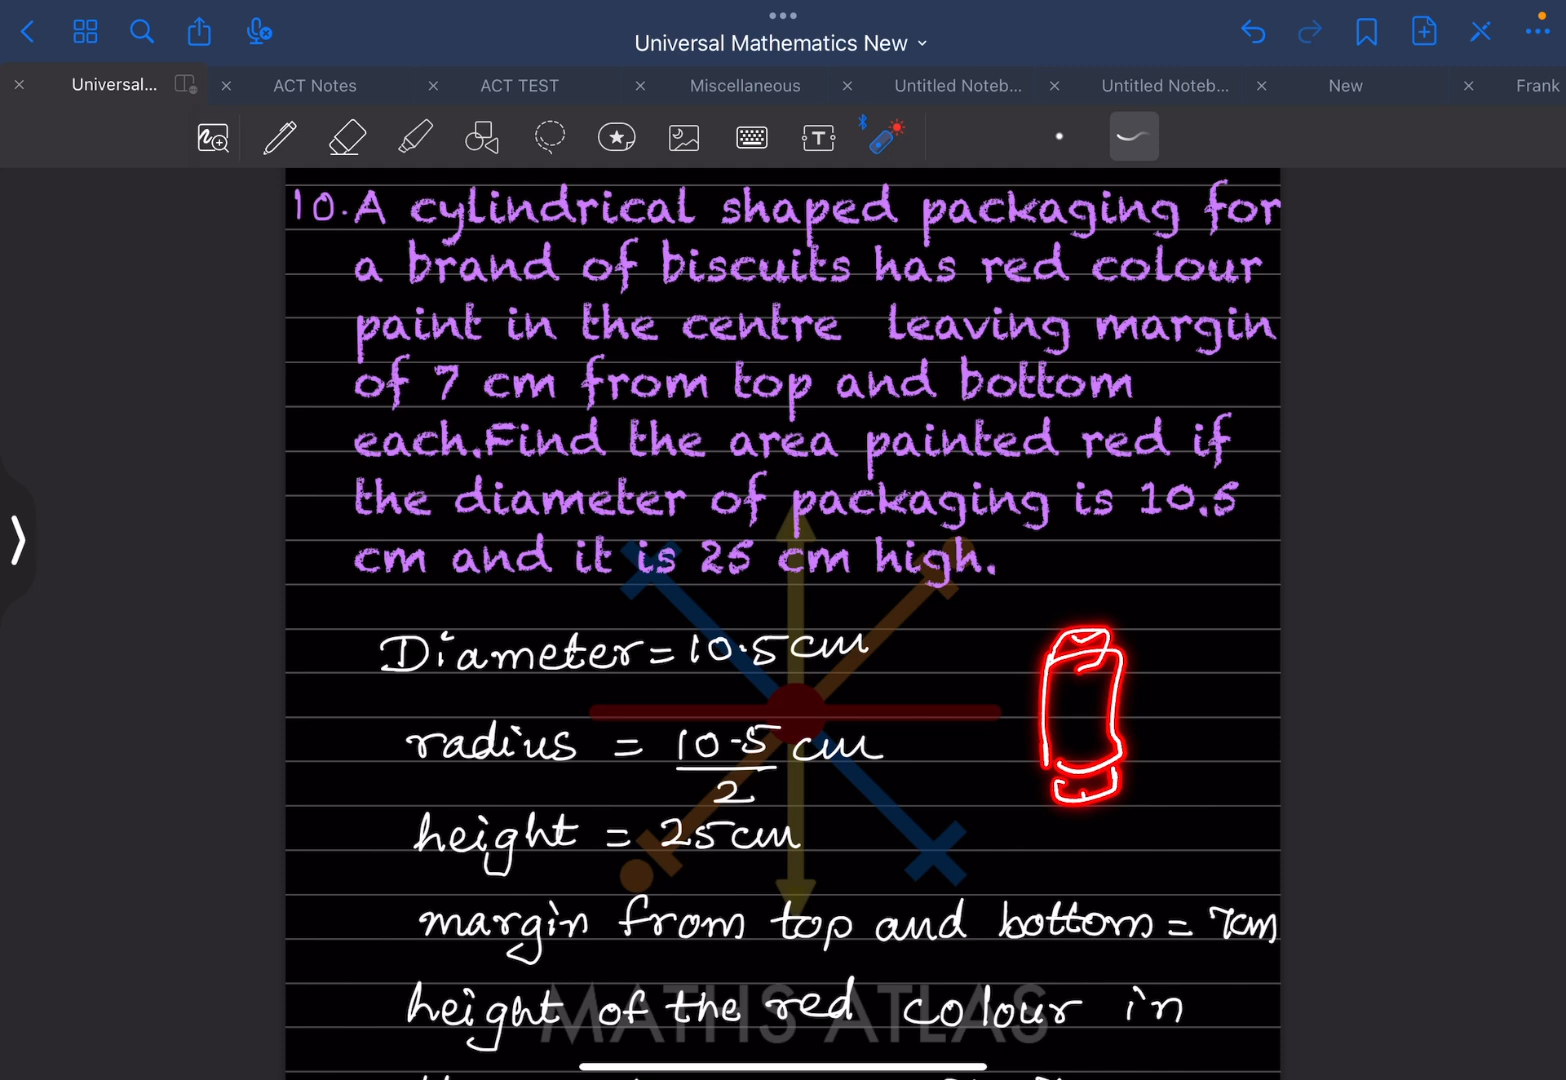 Universal Mathematics New
Universal...
ACT Notes
ACT TEST
Miscellaneous
Untitled Noteb...
Untitled Noteb...
New
Frank
10. A cylindrical shaped packaging for
a brand of biscuits has red colour
paint in the centre leaving margin
of 7 cm from top and bottom
each. Find the area painted red if
the diameter of packaging is 10.5
cm and it is 25 cm high.
Diameter = 10.5 cm
radius = 10.5/2 cm
height = 25 cm
margin from top and bottom = 7cm
height of the red colour in
MATHS ATLAS